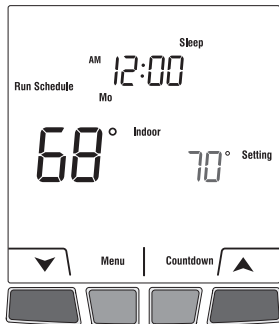 Sleep
AM 12:00
Run Schedule
Mo
68° Indoor
70° Setting
Menu Countdown